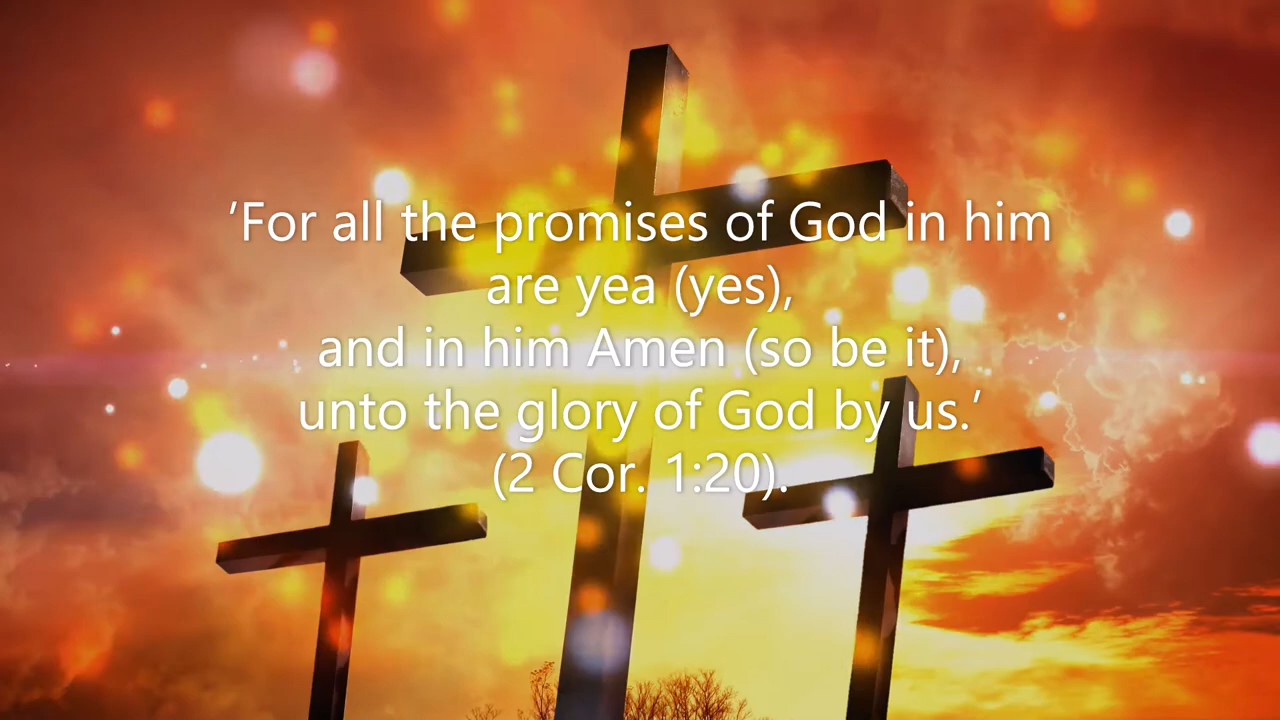 ’For all the promises of God in him
are yea (yes),
and in him Amen (so be it),
unto the glory of God by us.’
(2 Cor. 1:20).